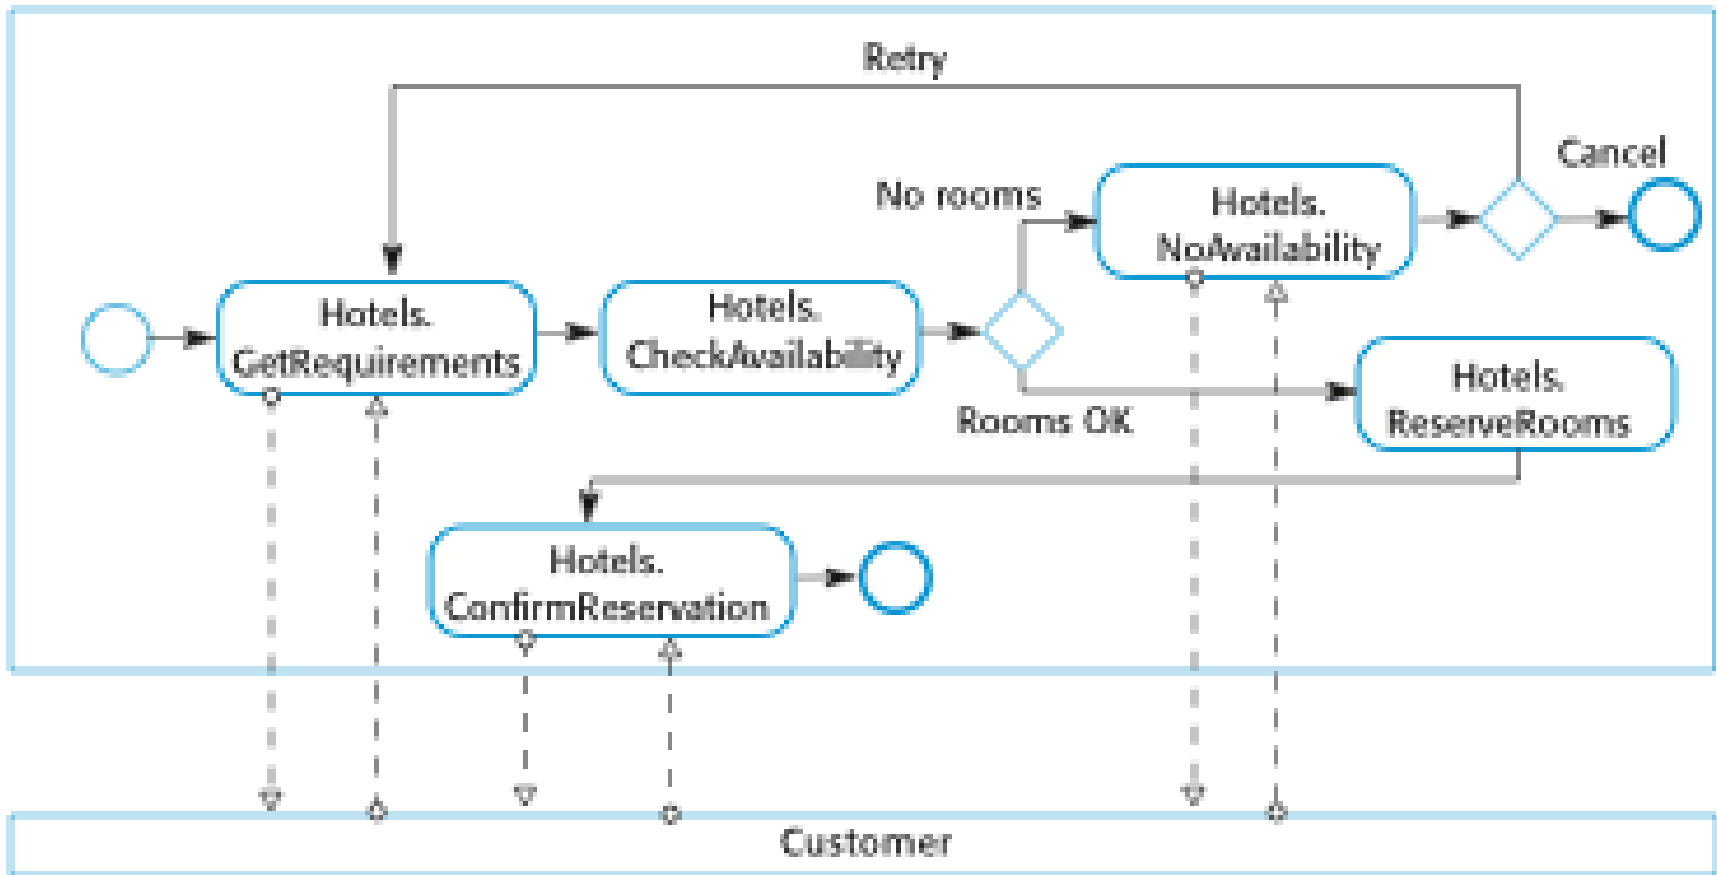 Retry
Cancel
No rooms
Hotels.
NoAvailability
Hotels.
GetRequirements
Hotels.
CheckAvailability
Hotels.
ReserveRooms
Rooms OK
Hotels.
ConfirmReservation
Customer